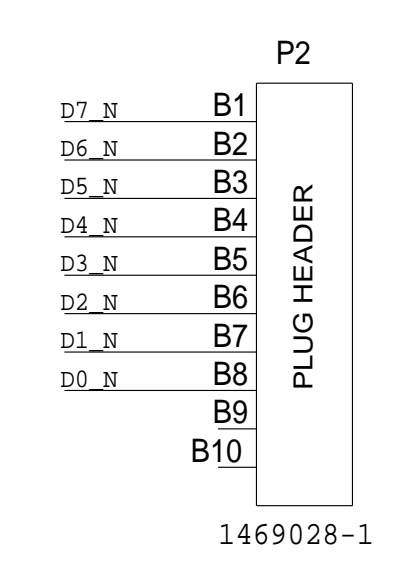 P2
D7_N B1
D6_N B2
D5_N B3
D4_N B4
D3_N B5
D2_N B6
D1_N B7
D0_N B8
B9
B10
PLUG HEADER
1469028-1